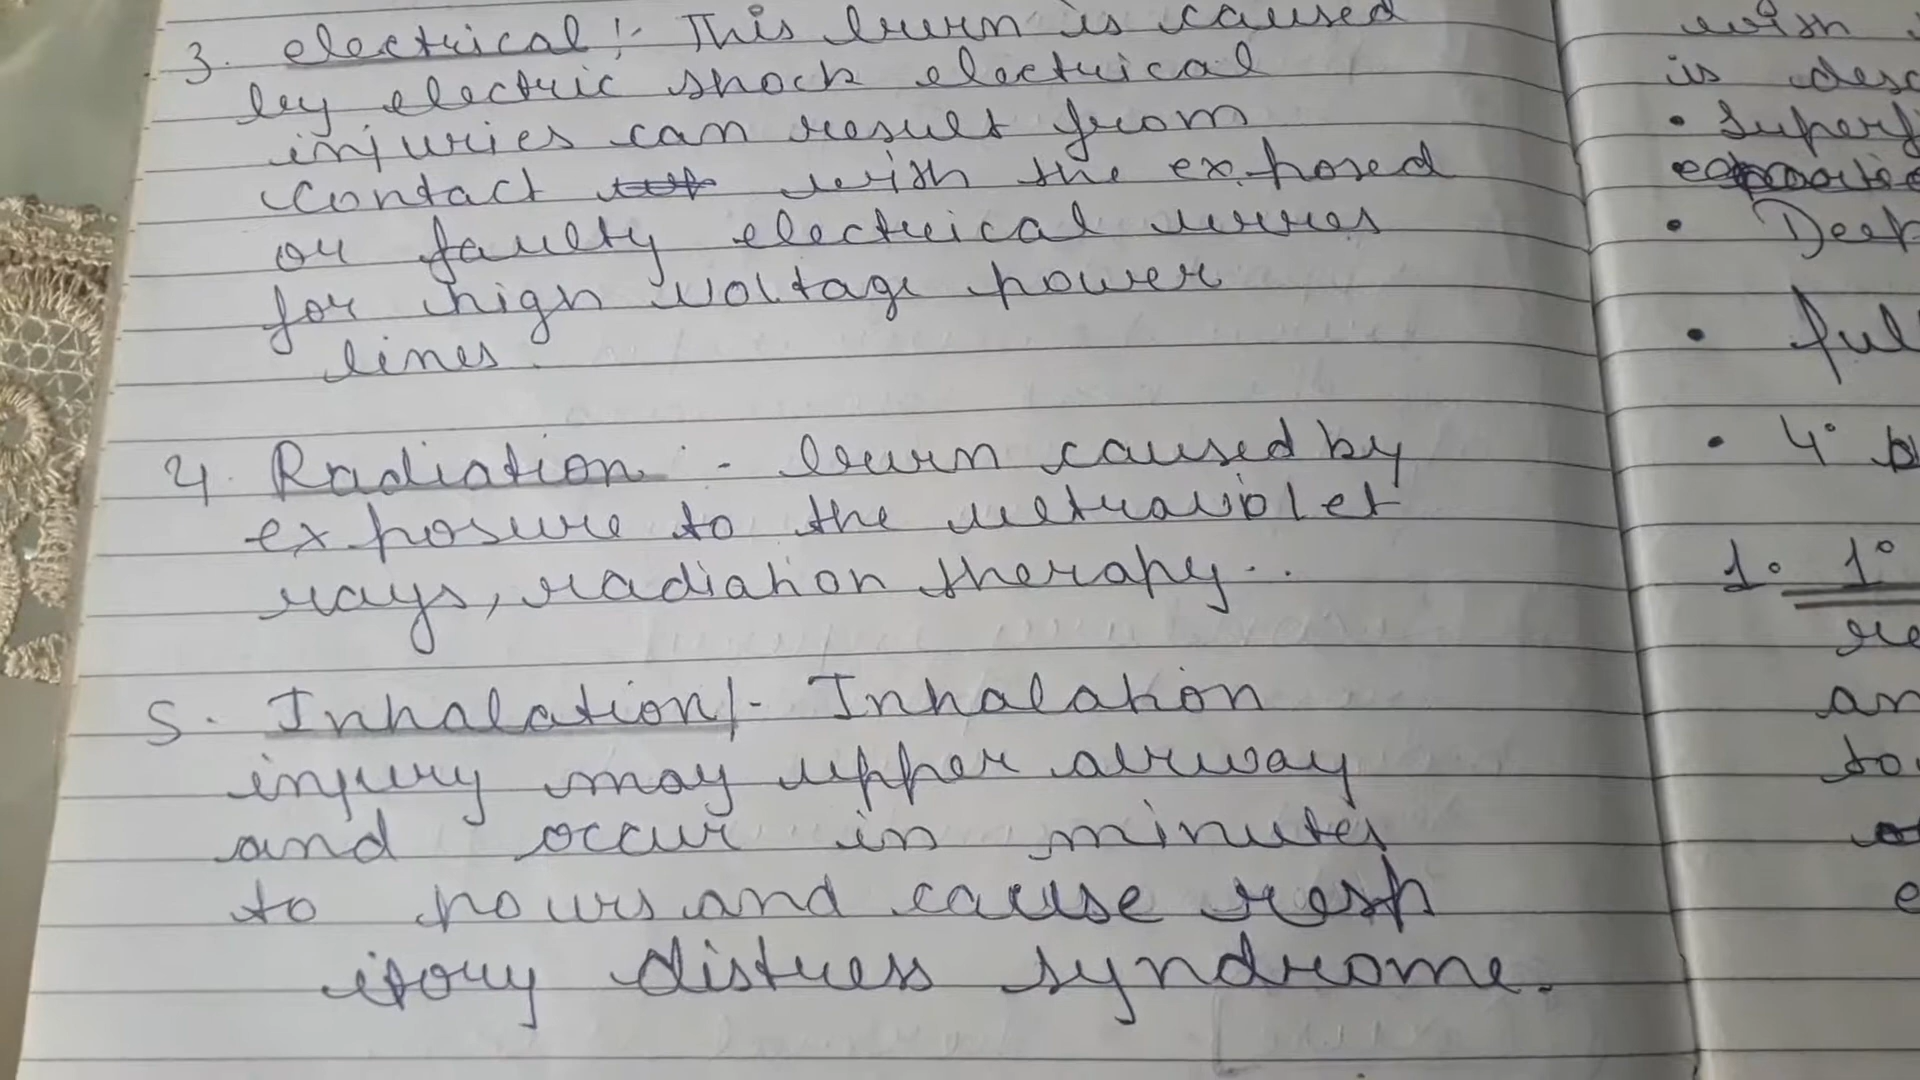 3. electrical :- This burn is caused
by electric shock electrical
injuries can result from
contact with the exposed
or faulty electrical wires
for high voltage power
lines.
4. Radiation - burn caused by
exposure to the ultraviolet
rays, radiation therapy..
5. Inhalation :- Inhalation
injury may upper airway
and occur in minutes
to hours and cause resp
itory distress syndrome.
with
is
•
• Deep
•
• 4°
1. 1°